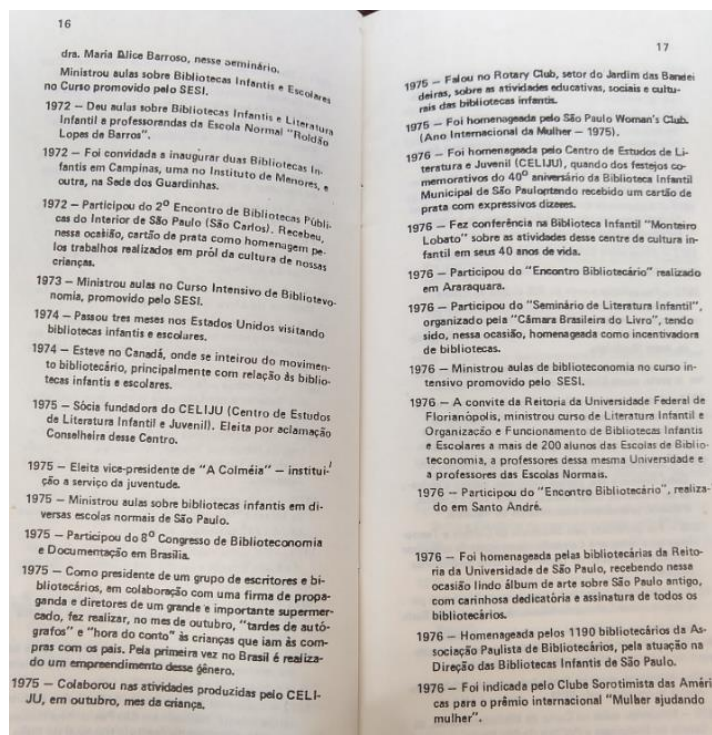 16
dra. Maria Alice Barroso, nesse seminário.
Ministrou aulas sobre Bibliotecas Infantis e Escolares
no Curso promovido pelo SESI.
1972 — Deu aulas sobre Bibliotecas Infantis e Literatura
Infantil a professorandas da Escola Normal "Roldão
Lopes de Barros".
1972 — Foi convidada a inaugurar duas Bibliotecas In-
fantis em Campinas, uma no Instituto de Menores, e
outra, na Sede dos Guardinhas.
1972 — Participou do 2º Encontro de Bibliotecas Públi-
cas do Interior de São Paulo (São Carlos). Recebeu,
nessa ocasião, cartão de prata como homenagem pe-
los trabalhos realizados em pról da cultura de nossas
crianças.
1973 — Ministrou aulas no Curso Intensivo de Bibliotevo-
nomia, promovido pelo SESI.
1974 — Passou tres meses nos Estados Unidos visitando
bibliotecas infantis e escolares.
1974 — Esteve no Canadá, onde se inteirou do movimen-
to bibliotecário, principalmente com relação às biblio-
tecas infantis e escolares.
1975 — Sócia fundadora do CELIJU (Centro de Estudos
de Literatura Infantil e Juvenil). Eleita por aclamação
Conselheira desse Centro.
1975 — Eleita vice-presidente de "A Colméia" — institui-
ção a serviço da juventude.
1975 — Ministrou aulas sobre bibliotecas infantis em di-
versas escolas normais de São Paulo.
1975 — Participou do 8º Congresso de Biblioteconomia
e Documentação em Brasília.
1975 — Como presidente de um grupo de escritores e bi-
bliotecários, em colaboração com uma firma de propa-
ganda e diretores de um grande e importante supermer-
cado, fez realizar, no mes de outubro, "tardes de autó-
grafos" e "hora do conto" às crianças que iam às com-
pras com os pais. Pela primeira vez no Brasil é realiza-
do um empreendimento desse gênero.
1975 — Colaborou nas atividades produzidas pelo CELI-
JU, em outubro, mes da criança.
17
1975 — Falou no Rotary Club, setor do Jardim das Bandei
deiras, sobre as atividades educativas, sociais e cultu-
rais das bibliotecas infantis.
1975 — Foi homenageada pelo São Paulo Woman's Club.
(Ano Internacional da Mulher — 1975).
1976 — Foi homenageada pelo Centro de Estudos de Li-
teratura e Juvenil (CELIJU), quando dos festejos co-
memorativos do 40º aniversário da Biblioteca Infantil
Municipal de São Paulo,tendo recebido um cartão de
prata com expressivos dizeres.
1976 — Fez conferência na Biblioteca Infantil "Monteiro
Lobato" sobre as atividades desse centre de cultura in-
fantil em seus 40 anos de vida.
1976 — Participou do "Encontro Bibliotecário" realizado
em Araraquara.
1976 — Participou do "Seminário de Literatura Infantil",
organizado pela "Câmara Brasileira do Livro", tendo
sido, nessa ocasião, homenageada como incentivadora
de bibliotecas.
1976 — Ministrou aulas de biblioteconomia no curso in-
tensivo promovido pelo SESI.
1976 — A convite da Reitoria da Universidade Federal de
Florianópolis, ministrou curso de Literatura Infantil e
Organização e Funcionamento de Bibliotecas Infantis
e Escolares a mais de 200 alunos das Escolas de Biblio-
teconomia, a professores dessa mesma Universidade e
a professores das Escolas Normais.
1976 — Participou do "Encontro Bibliotecário", realiza-
do em Santo André.
1976 — Foi homenageada pelas bibliotecárias da Reito-
ria da Universidade de São Paulo, recebendo nessa
ocasião lindo álbum de arte sobre São Paulo antigo,
com carinhosa dedicatória e assinatura de todos os
bibliotecários.
1976 — Homenageada pelos 1190 bibliotecários da As-
sociação Paulista de Bibliotecários, pela atuação na
Direção das Bibliotecas Infantis de São Paulo.
1976 — Foi indicada pelo Clube Sorotimista das Améri
cas para o prêmio internacional "Mulher ajudando
mulher".